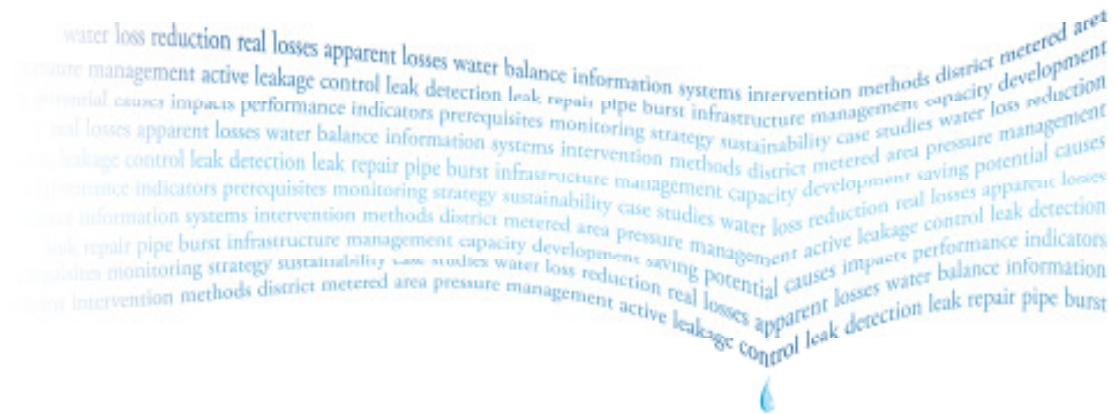 water loss reduction real losses apparent losses water balance information systems intervention methods district metered area
management active leakage control leak detection leak repair pipe burst infrastructure management capacity development
potential causes impacts performance indicators prerequisites monitoring strategy sustainability case studies water loss reduction
real losses apparent losses water balance information systems intervention methods district metered area pressure management
leakage control leak detection leak repair pipe burst infrastructure management capacity development saving potential causes
performance indicators prerequisites monitoring strategy sustainability case studies water loss reduction real losses apparent losses
information systems intervention methods district metered area pressure management active leakage control leak detection
leak repair pipe burst infrastructure management capacity development saving potential causes impacts performance indicators
monitoring strategy sustainability case studies water loss reduction real losses apparent losses water balance information
intervention methods district metered area pressure management active leakage control leak detection leak repair pipe burst